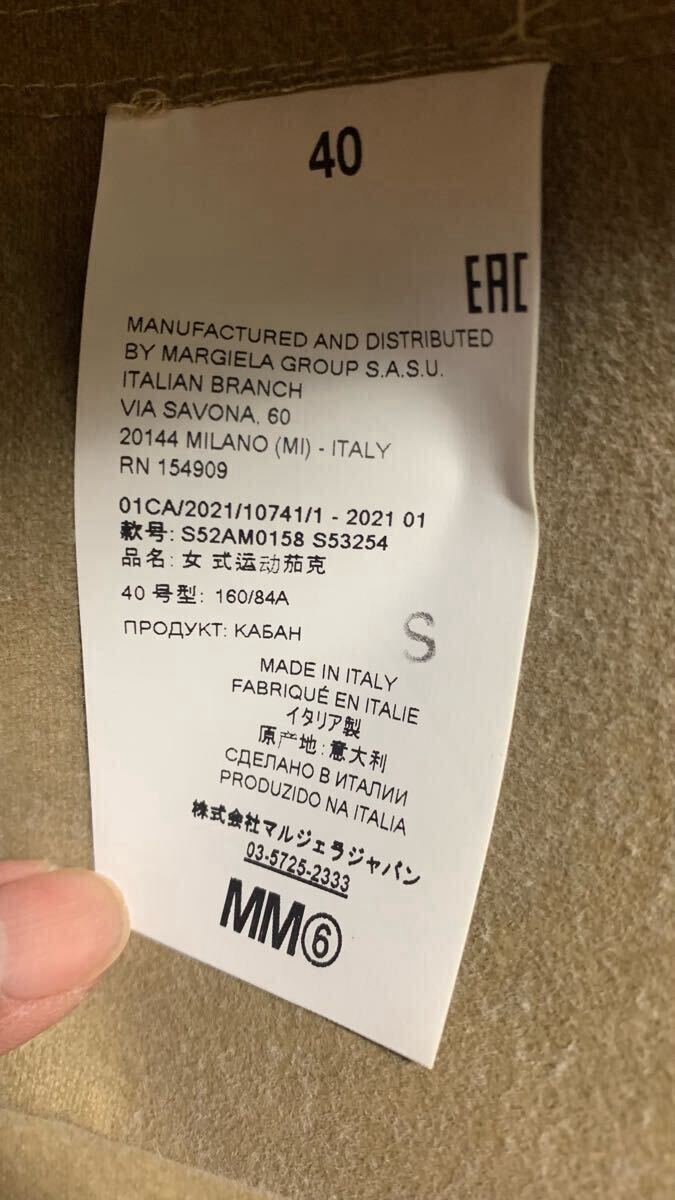 40
EAC
MANUFACTURED AND DISTRIBUTED
BY MARGIELA GROUP S.A.S.U.
ITALIAN BRANCH
VIA SAVONA, 60
20144 MILANO (MI) - ITALY
RN 154909
01CA/2021/10741/1 - 2021 01
款号: S52AM0158 S53254
品名: 女 式运动茄克
40 号型: 160/84A
ПРОДУКТ: КАБАН
S
MADE IN ITALY
FABRIQUÉ EN ITALIE
イタリア製
原产地: 意大利
СДЕЛАНО В ИТАЛИИ
PRODUZIDO NA ITALIA
株式会社マルジェラジャパン
03-5725-2333
MM⑥